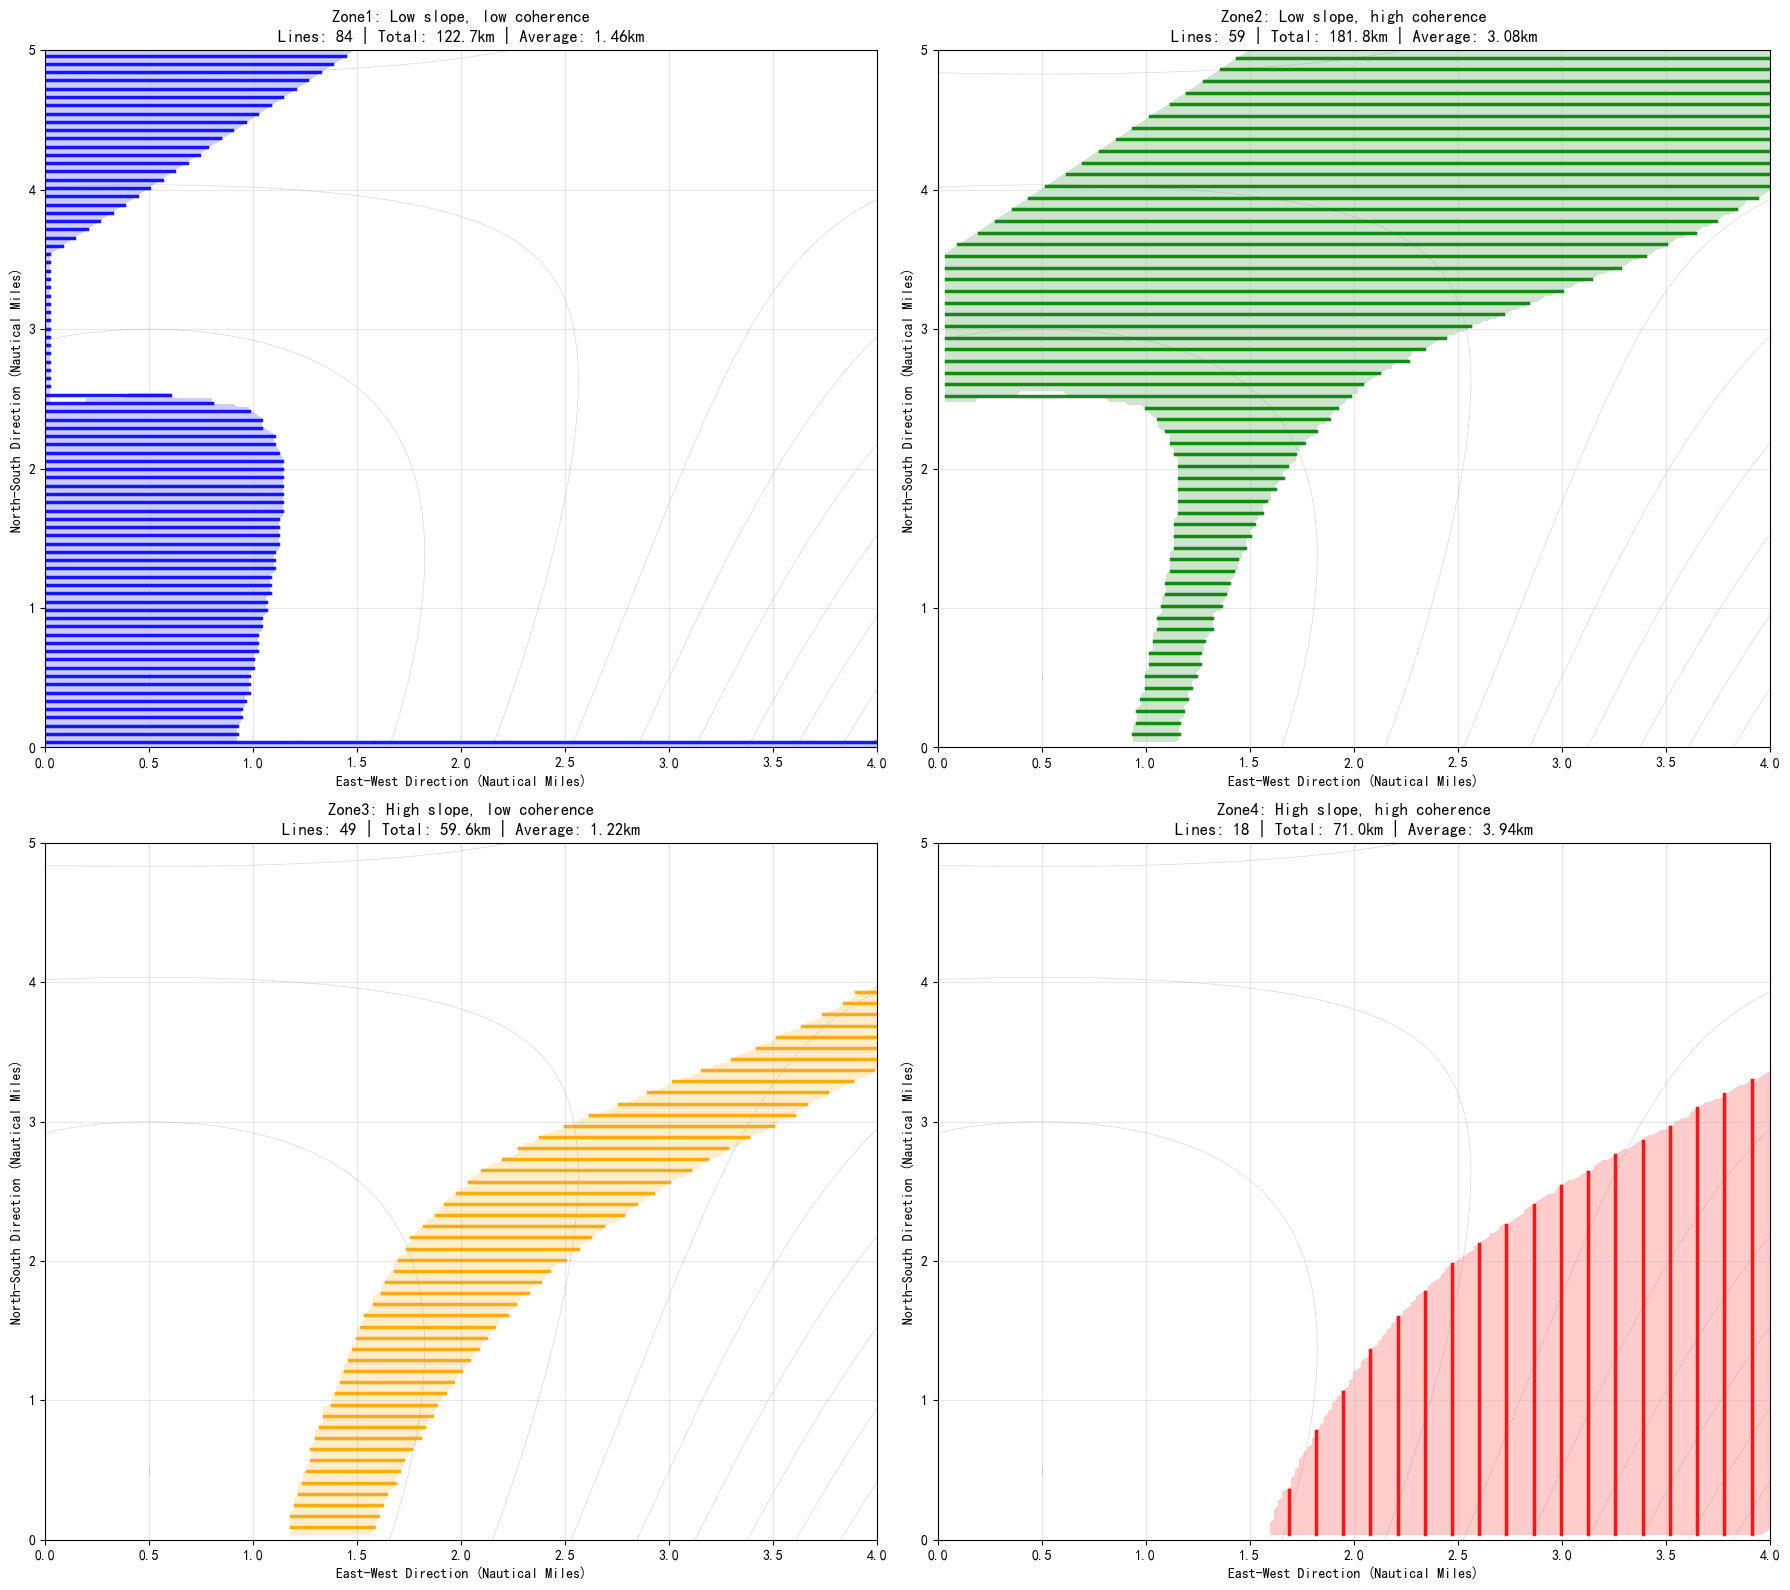 Zone1: Low slope, low coherence
Lines: 84 | Total: 122.7km | Average: 1.46km
North-South Direction (Nautical Miles)
5
4
3
2
1
0
0.0 0.5 1.0 1.5 2.0 2.5 3.0 3.5 4.0
East-West Direction (Nautical Miles)
Zone2: Low slope, high coherence
Lines: 59 | Total: 181.8km | Average: 3.08km
North-South Direction (Nautical Miles)
5
4
3
2
1
0
0.0 0.5 1.0 1.5 2.0 2.5 3.0 3.5 4.0
East-West Direction (Nautical Miles)
Zone3: High slope, low coherence
Lines: 49 | Total: 59.6km | Average: 1.22km
North-South Direction (Nautical Miles)
5
4
3
2
1
0
0.0 0.5 1.0 1.5 2.0 2.5 3.0 3.5 4.0
East-West Direction (Nautical Miles)
Zone4: High slope, high coherence
Lines: 18 | Total: 71.0km | Average: 3.94km
North-South Direction (Nautical Miles)
5
4
3
2
1
0
0.0 0.5 1.0 1.5 2.0 2.5 3.0 3.5 4.0
East-West Direction (Nautical Miles)